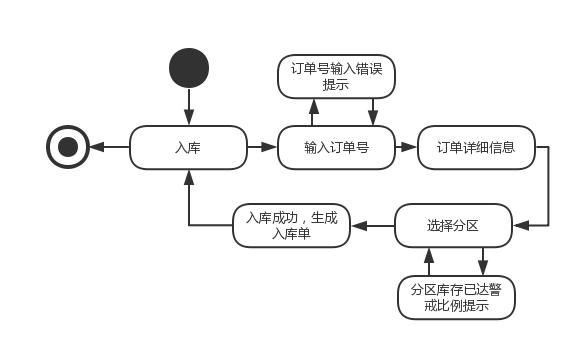 订单号输入错误
提示
入库
输入订单号
订单详细信息
入库成功，生成
入库单
选择分区
分区库存已达警
戒比例提示